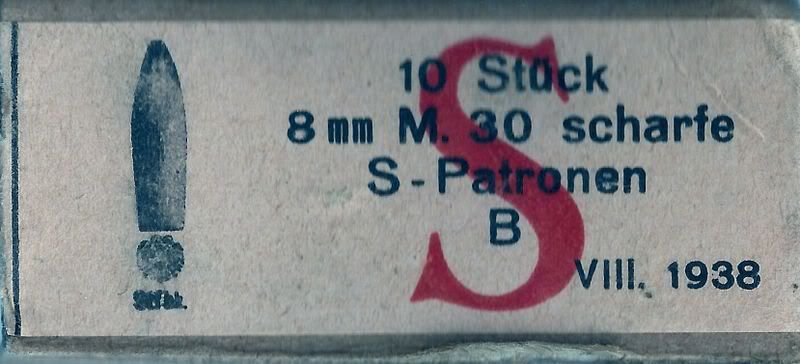 10 Stück
8 mm M. 30 scharfe
S-Patronen
B
VIII. 1938
S